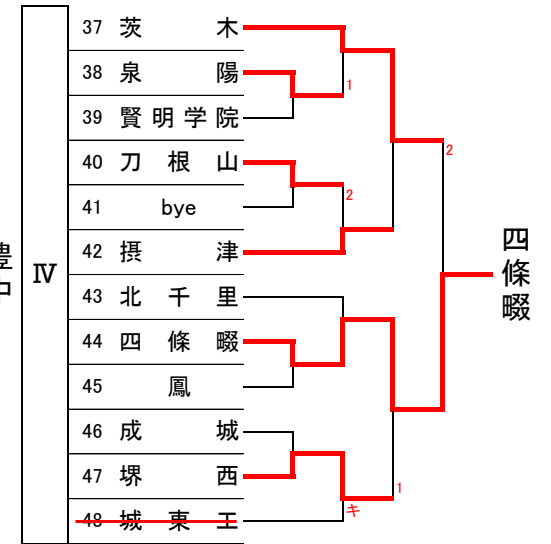 豊中
Ⅳ
37 茨木
38 泉陽
39 賢明学院
40 刀根山
41 bye
42 摂津
43 北千里
44 四條畷
45 鳳
46 成城
47 堺西
48 城東工
1
2
2
1
キ
四條畷